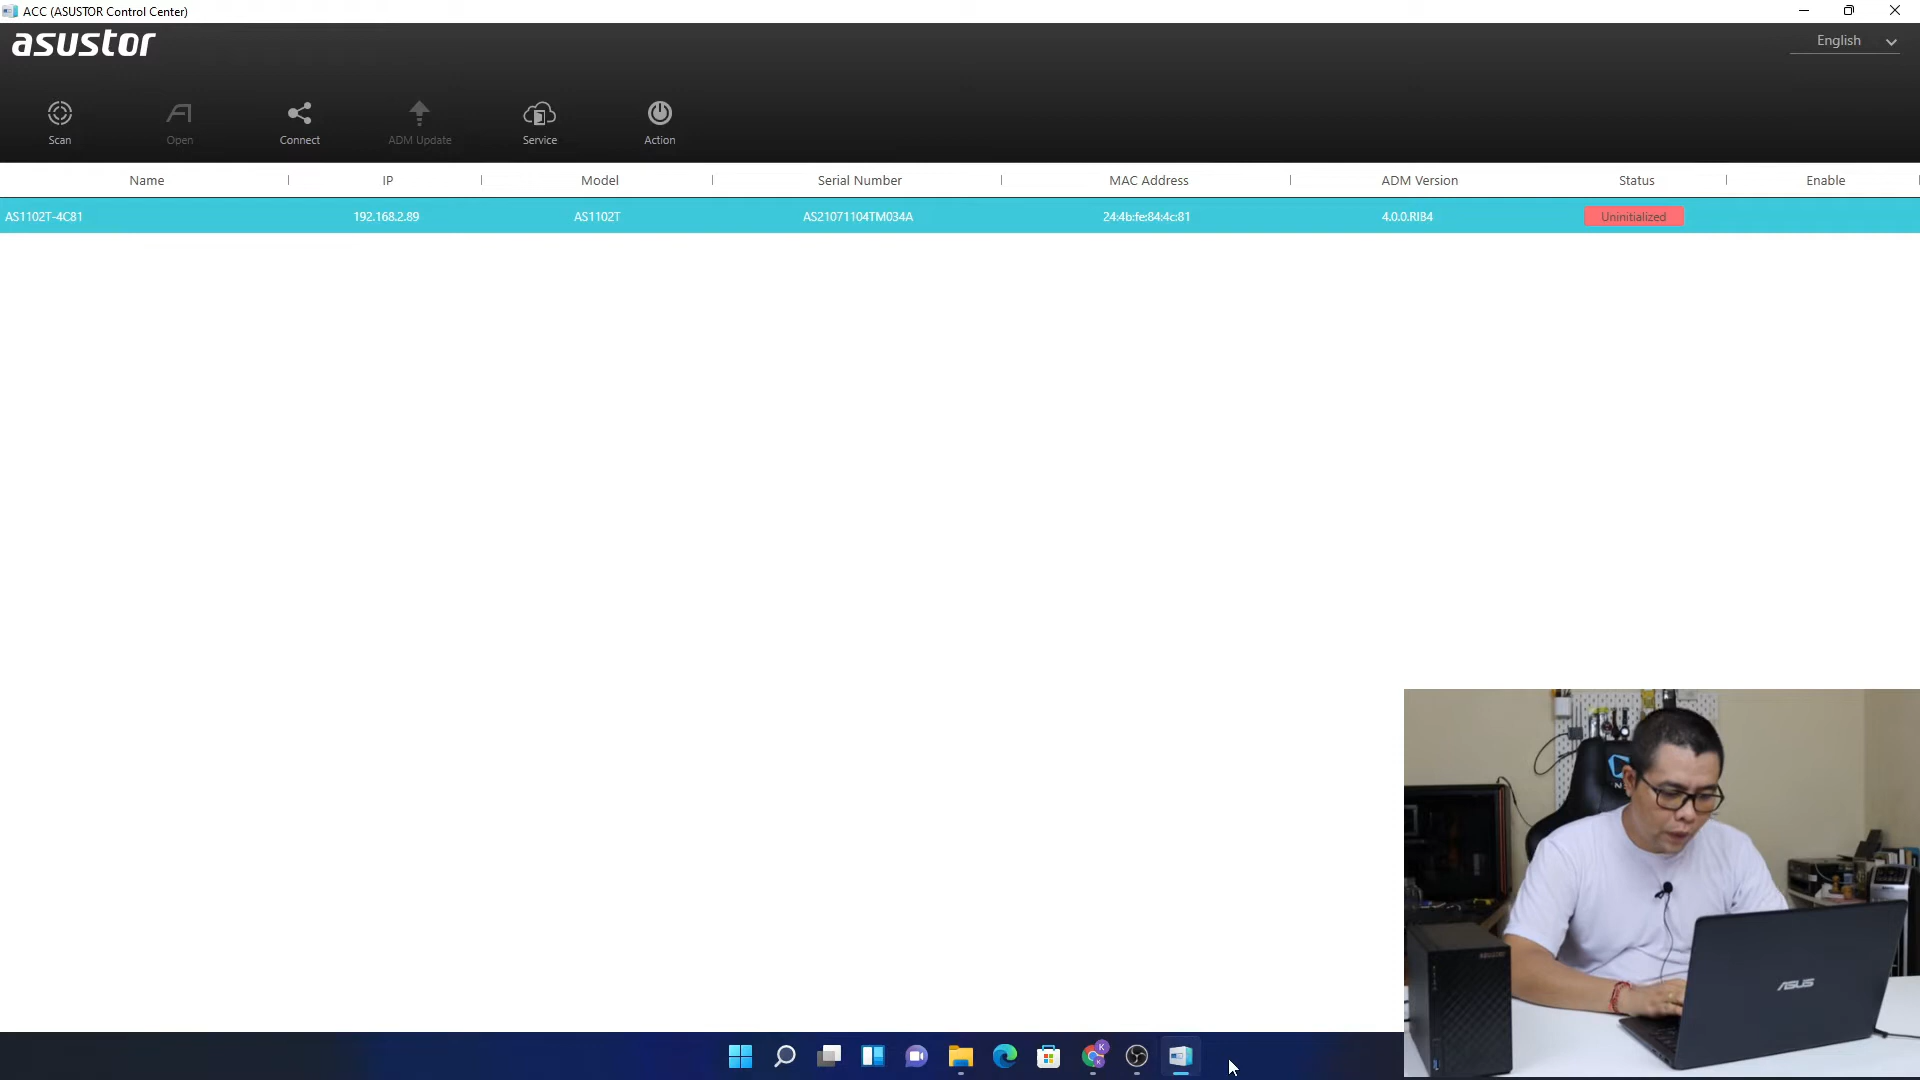 ACC (ASUSTOR Control Center)
asustor
English
Scan
Open
Connect
ADM Update
Service
Action
Name IP Model Serial Number MAC Address ADM Version Status Enable
AS1102T-4C81 192.168.2.89 AS1102T AS21071104TM034A 24:4b:fe:84:4c:81 4.0.0.RIB4 Uninitialized
K
ASUSTOR
ASUS